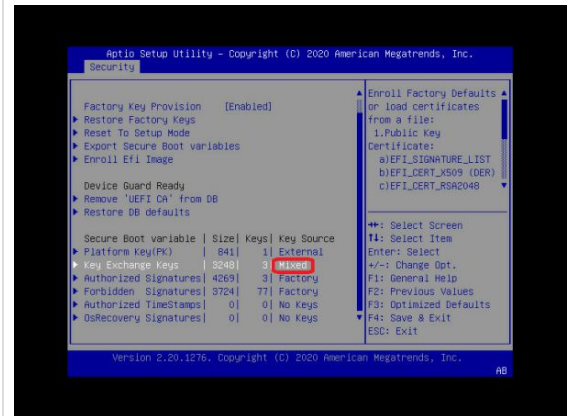 Aptio Setup Utility - Copyright (C) 2020 American Megatrends, Inc.
Security
Factory Key Provision [Enabled]
Restore Factory Keys
Reset To Setup Mode
Export Secure Boot variables
Enroll Efi Image
Device Guard Ready
Remove 'UEFI CA' from DB
Restore DB defaults
Secure Boot variable | Size| Keys| Key Source
Platform Key(PK) | 841| 1| External
Key Exchange Keys | 3248| 3| Mixed
Authorized Signatures| 4269| 3| Factory
Forbidden Signatures| 3724| 77| Factory
Authorized TimeStamps| 0| 0| No Keys
OsRecovery Signatures| 0| 0| No Keys
Enroll Factory Defaults
or load certificates
from a file:
1.Public Key
Certificate:
a)EFI_SIGNATURE_LIST
b)EFI_CERT_X509 (DER)
c)EFI_CERT_RSA2048
++: Select Screen
↑↓: Select Item
Enter: Select
+/-: Change Opt.
F1: General Help
F2: Previous Values
F3: Optimized Defaults
F4: Save & Exit
ESC: Exit
Version 2.20.1276. Copyright (C) 2020 American Megatrends, Inc.
AB